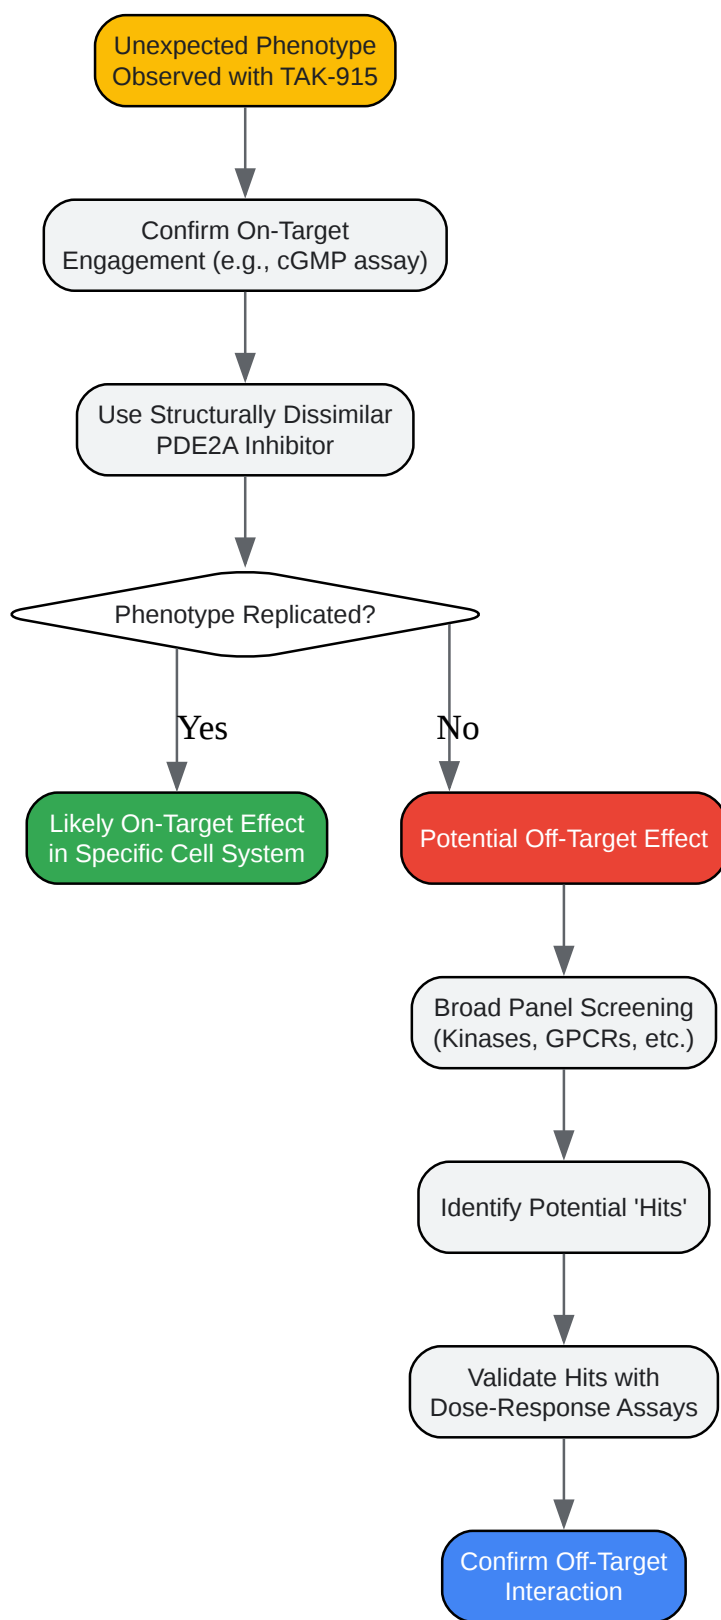 Unexpected Phenotype
Observed with TAK-915
Confirm On-Target
Engagement (e.g., cGMP assay)
Use Structurally Dissimilar
PDE2A Inhibitor
Phenotype Replicated?
Yes
No
Likely On-Target Effect
in Specific Cell System
Potential Off-Target Effect
Broad Panel Screening
(Kinases, GPCRs, etc.)
Identify Potential 'Hits'
Validate Hits with
Dose-Response Assays
Confirm Off-Target
Interaction